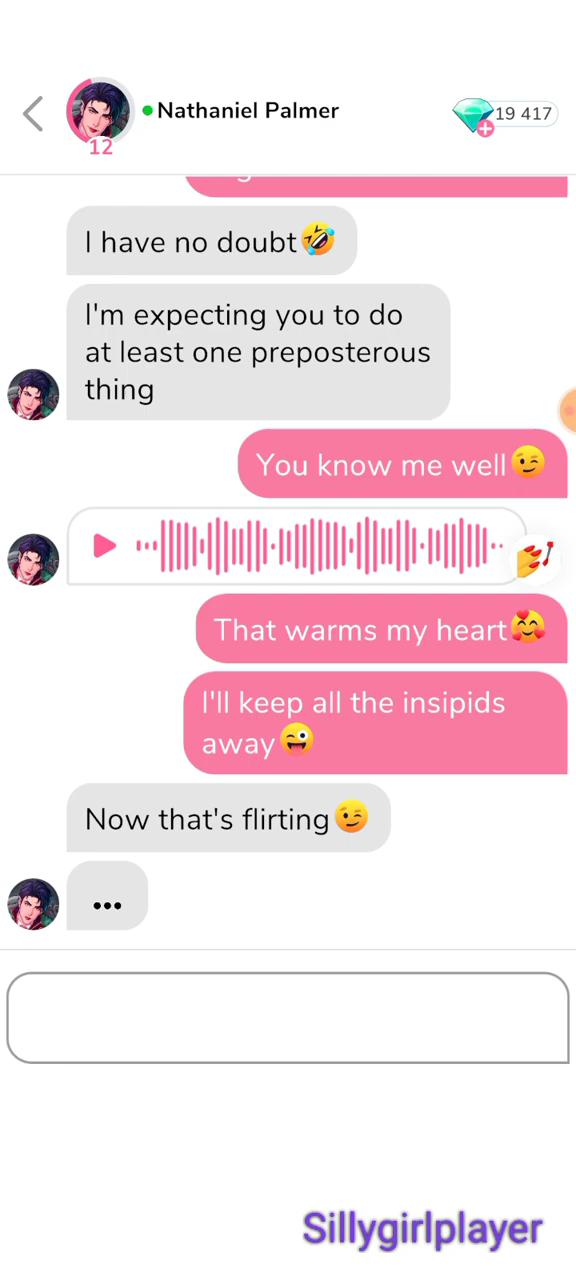 Nathaniel Palmer
19 417
12
I have no doubt🤣
I'm expecting you to do
at least one preposterous
thing
You know me well😉
That warms my heart🥰
I'll keep all the insipids
away😜
Now that's flirting😉
...
Sillygirlplayer